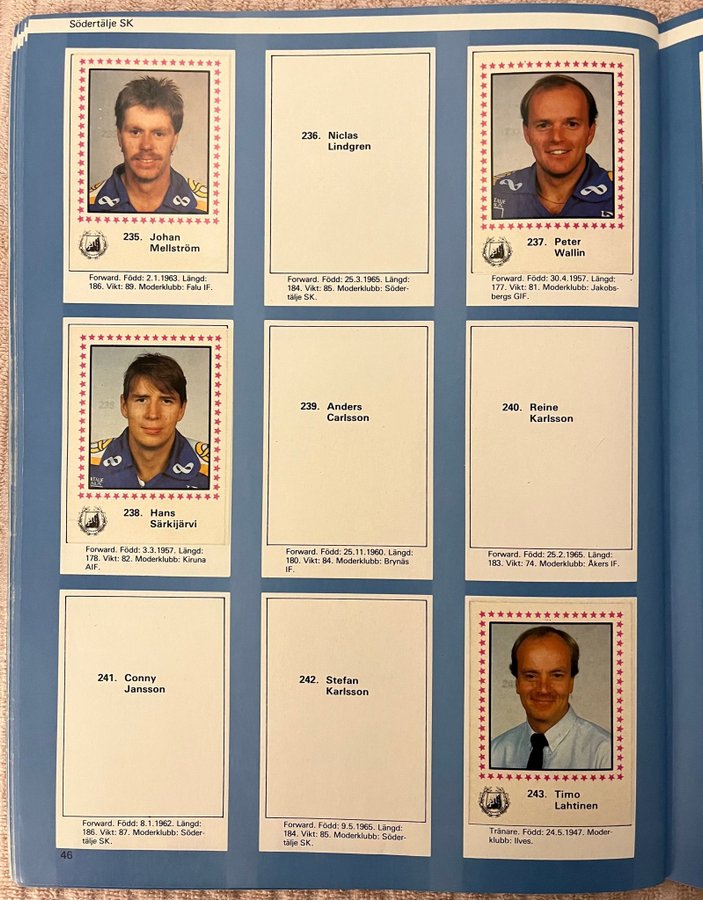 Södertälje SK
235. Johan
Mellström
Forward. Född: 2.1.1963. Längd:
186. Vikt: 89. Moderklubb: Falu IF.
236. Niclas
Lindgren
Forward. Född: 25.3.1965. Längd:
184. Vikt: 85. Moderklubb: Söder-
tälje SK.
237. Peter
Wallin
Forward. Född: 30.4.1957. Längd:
177. Vikt: 81. Moderklubb: Jakobs-
bergs GIF.
238. Hans
Särkijärvi
Forward. Född: 3.3.1957. Längd:
178. Vikt: 82. Moderklubb: Kiruna
AIF.
239. Anders
Carlsson
Forward. Född: 25.11.1960. Längd:
180. Vikt: 84. Moderklubb: Brynäs
IF.
240. Reine
Karlsson
Forward. Född: 25.2.1965. Längd:
183. Vikt: 74. Moderklubb: Åkers IF.
241. Conny
Jansson
Forward. Född: 8.1.1962. Längd:
186. Vikt: 87. Moderklubb: Söder-
tälje SK.
242. Stefan
Karlsson
Forward. Född: 9.5.1965. Längd:
184. Vikt: 85. Moderklubb: Söder-
tälje SK.
243. Timo
Lahtinen
Tränare. Född: 24.5.1947. Moder-
klubb: Ilves.
46